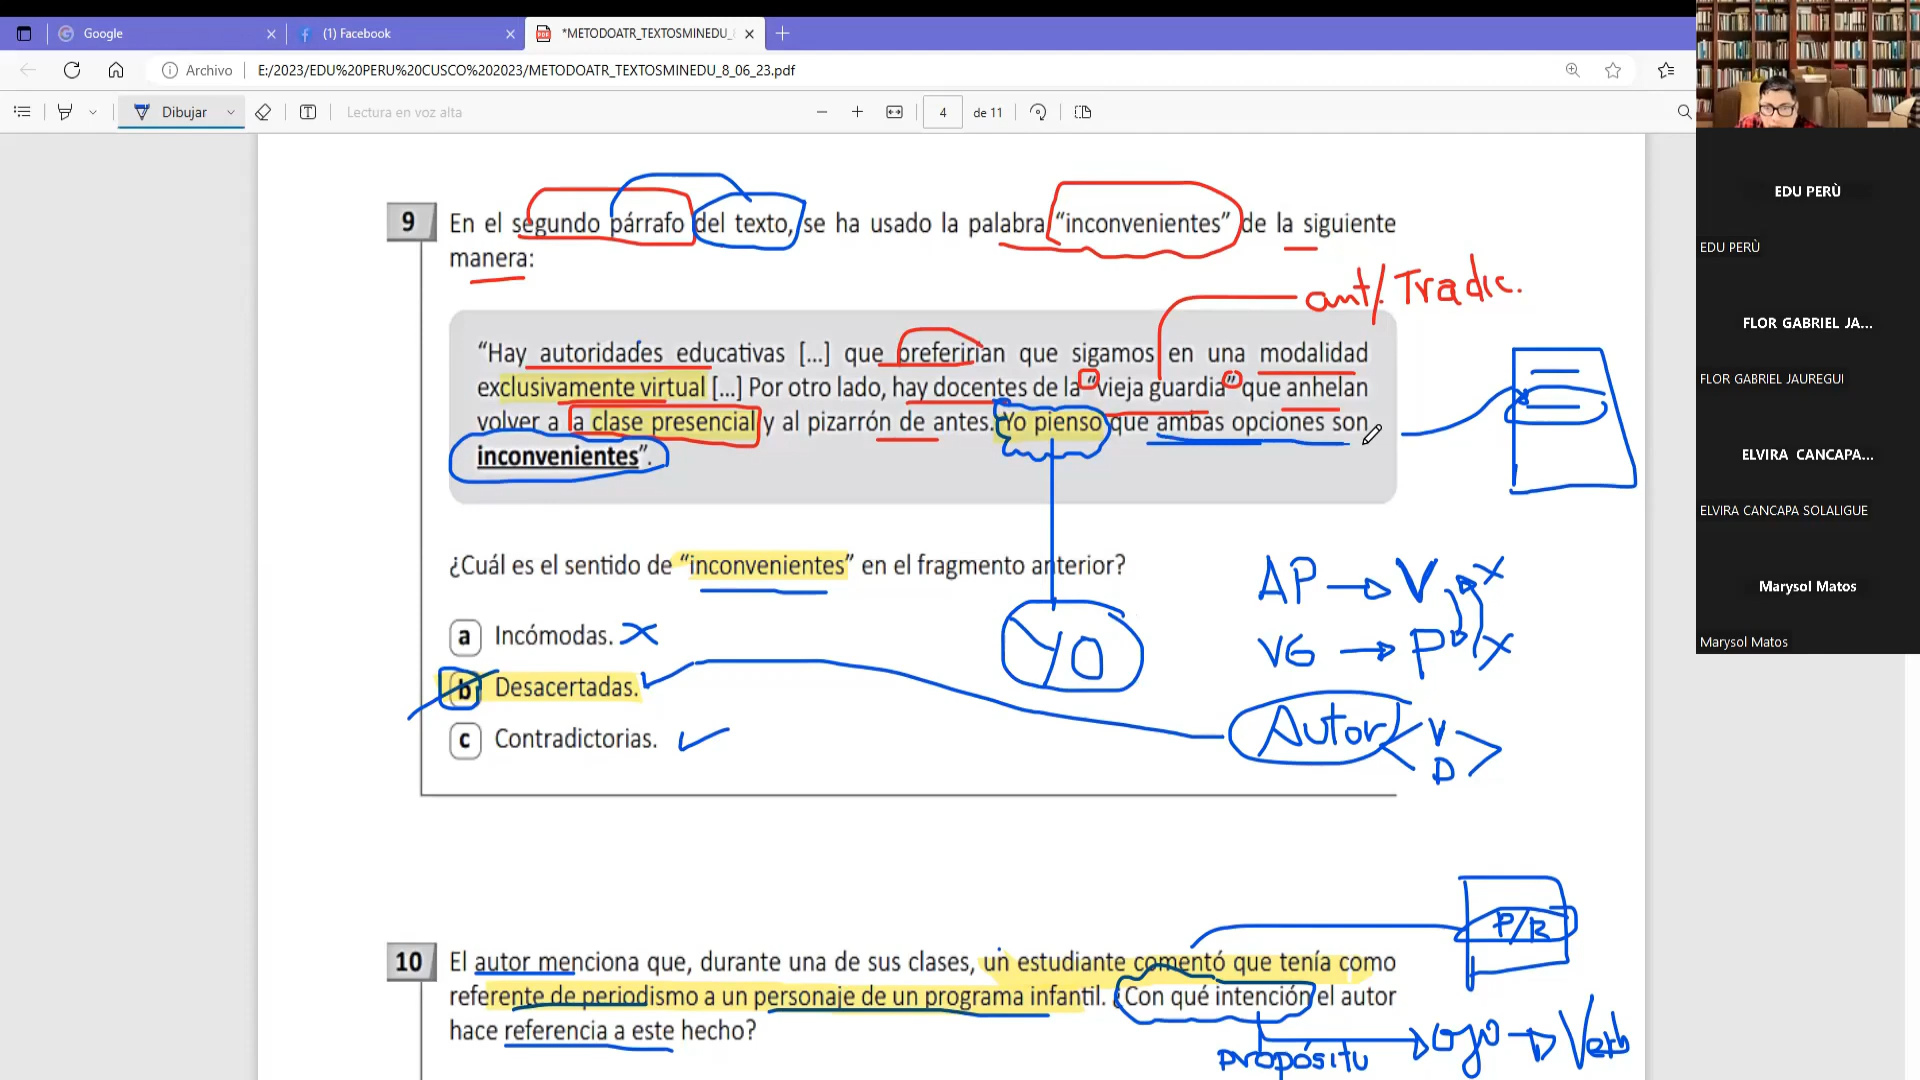 Google
(1) Facebook
*METODOATR_TEXTOSMINEDU_
Archivo
E:/2023/EDU%20PERU%20CUSCO%202023/METODOATR_TEXTOSMINEDU_8_06_23.pdf
Dibujar
Lectura en voz alta
4
de 11
EDU PERÙ
EDU PERÙ
FLOR GABRIEL JA...
FLOR GABRIEL JAUREGUI
ELVIRA CANCAPA...
ELVIRA CANCAPA SOLALIGUE
Marysol Matos
Marysol Matos
9
En el segundo párrafo del texto, se ha usado la palabra “inconvenientes” de la siguiente
manera:
ant/. Tradic.
“Hay autoridades educativas [...] que preferirían que sigamos en una modalidad
exclusivamente virtual [...] Por otro lado, hay docentes de la “vieja guardia” que anhelan
volver a la clase presencial y al pizarrón de antes. Yo pienso que ambas opciones son
inconvenientes”.
¿Cuál es el sentido de “inconvenientes” en el fragmento anterior?
a Incómodas. X
b Desacertadas.
c Contradictorias.
YO
AP → V X
VG → P X
Autor < V
D >
10
El autor menciona que, durante una de sus clases, un estudiante comentó que tenía como
referente de periodismo a un personaje de un programa infantil. ¿Con qué intención el autor
hace referencia a este hecho?
P/R
propósitu
→ Verb